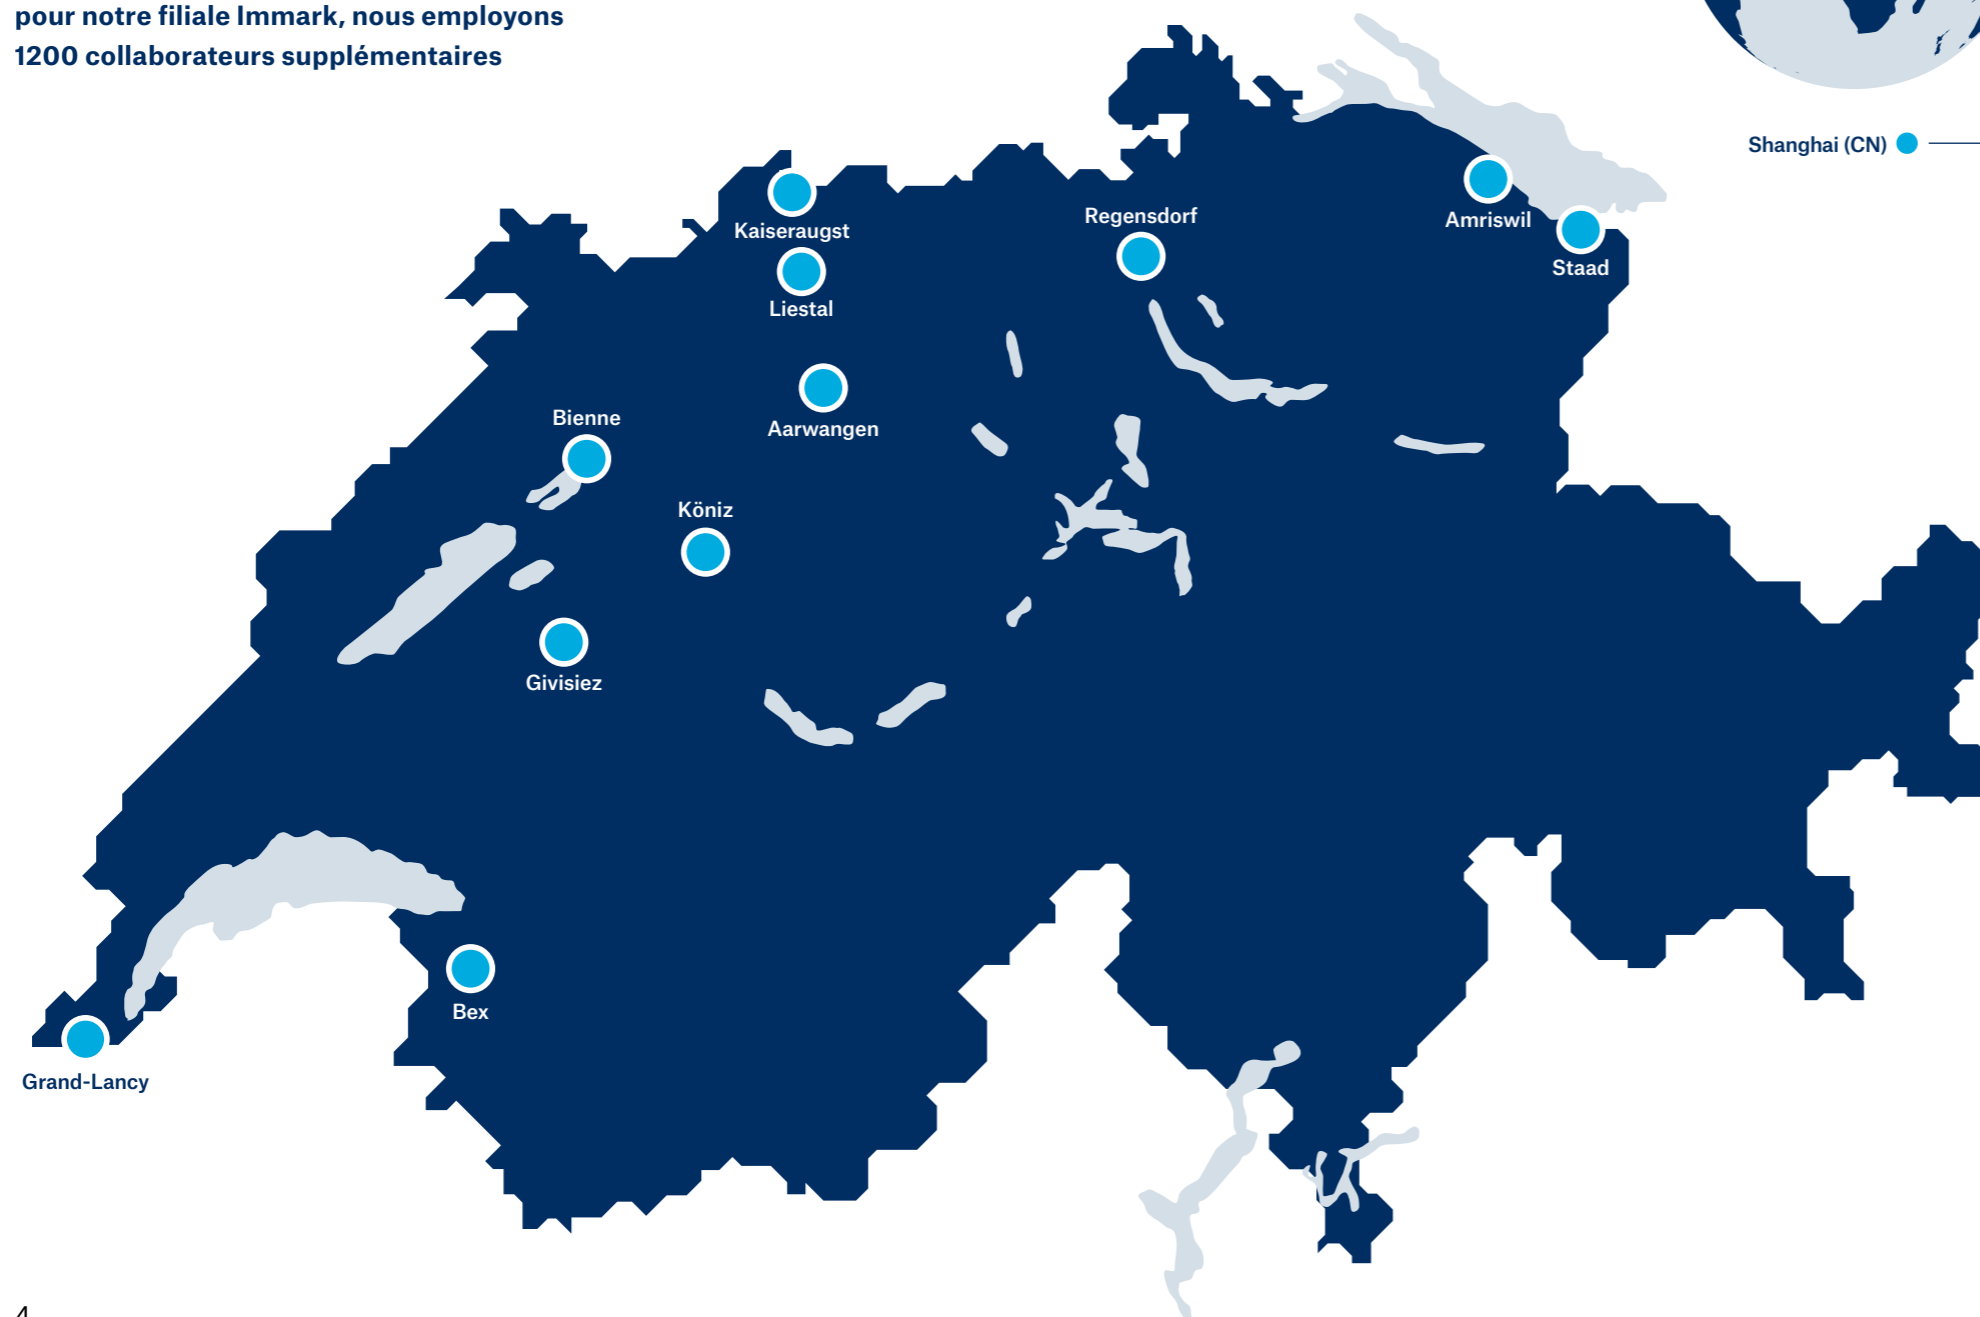 pour notre filiale Immark, nous employons
1200 collaborateurs supplémentaires
Shanghai (CN)
Kaiseraugst
Regensdorf
Amriswil
Staad
Liestal
Bienne
Aarwangen
Köniz
Givisiez
Bex
Grand-Lancy
4